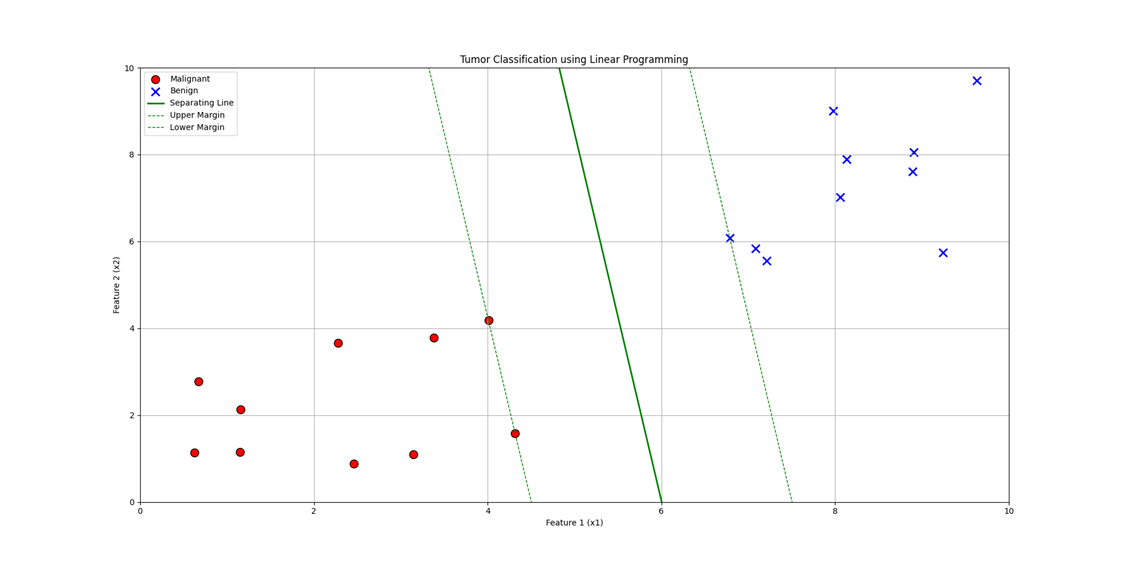 Tumor Classification using Linear Programming
Malignant
Benign
Separating Line
Upper Margin
Lower Margin
10
8
6
4
2
0
Feature 2 (x2)
0 2 4 6 8 10
Feature 1 (x1)